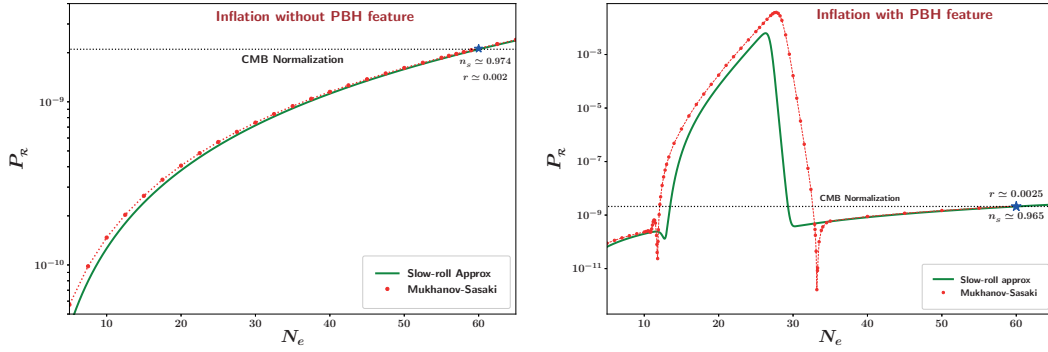 Inflation without PBH feature
CMB Normalization
n_s ≃ 0.974
r ≃ 0.002
10^{-9}
10^{-10}
P_ℛ
Slow-roll Approx
Mukhanov-Sasaki
10 20 30 40 50 60
N_e
Inflation with PBH feature
10^{-3}
10^{-5}
10^{-7}
10^{-9}
10^{-11}
P_ℛ
r ≃ 0.0025
CMB Normalization
n_s ≃ 0.965
Slow-roll approx
Mukhanov-Sasaki
10 20 30 40 50 60
N_e